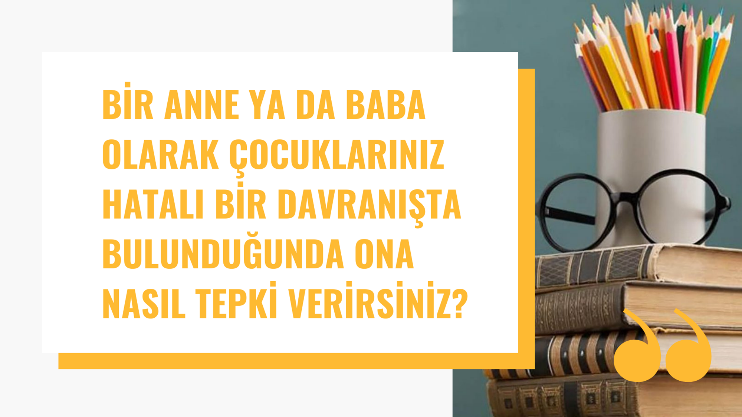 BİR ANNE YA DA BABA
OLARAK ÇOCUKLARINIZ
HATALI BİR DAVRANIŞTA
BULUNDUĞUNDA ONA
NASIL TEPKİ VERİRSİNİZ?